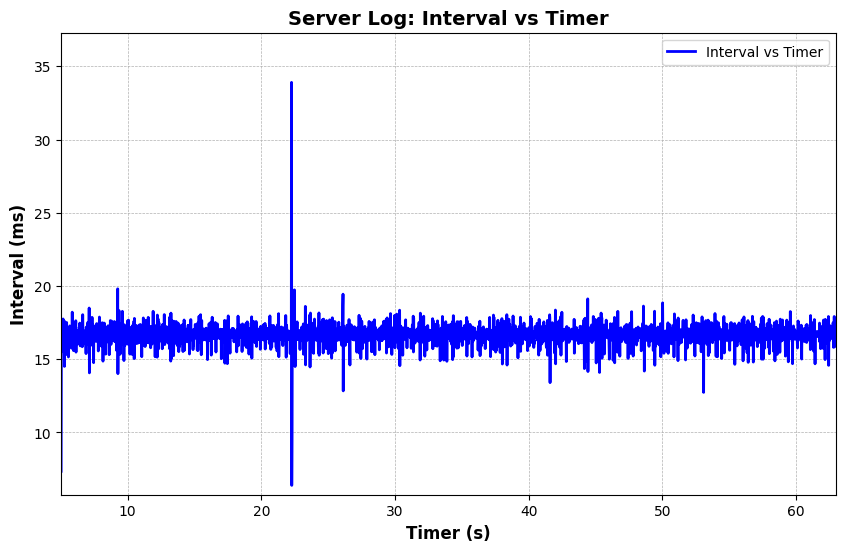 Server Log: Interval vs Timer
Interval vs Timer
35
30
25
20
15
10
Interval (ms)
10 20 30 40 50 60
Timer (s)